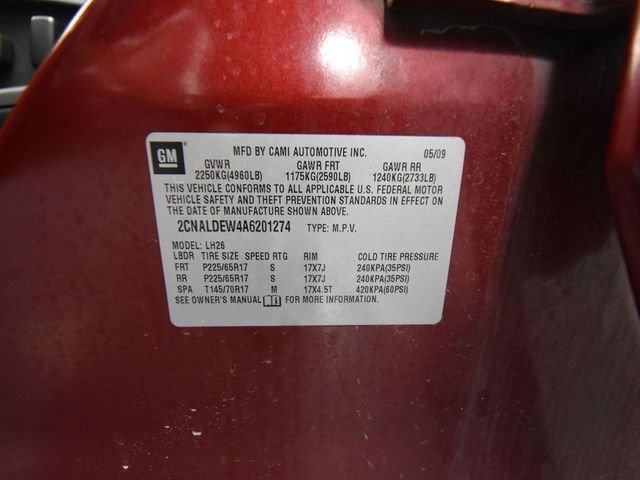 GM MFD BY CAMI AUTOMOTIVE INC. 05/09
GVWR GAWR FRT GAWR RR
2250KG(4960LB) 1175KG(2590LB) 1240KG(2733LB)
THIS VEHICLE CONFORMS TO ALL APPLICABLE U.S. FEDERAL MOTOR
VEHICLE SAFETY AND THEFT PREVENTION STANDARDS IN EFFECT ON
THE DATE OF MANUFACTURE SHOWN ABOVE.
2CNALDEW4A6201274 TYPE: M.P.V.
MODEL: LH26
LBDR TIRE SIZE SPEED RTG RIM COLD TIRE PRESSURE
FRT P225/65R17 S 17X7J 240KPA(35PSI)
RR P225/65R17 S 17X7J 240KPA(35PSI)
SPA T145/70R17 M 17X4.5T 420KPA(60PSI)
SEE OWNER'S MANUAL FOR MORE INFORMATION.